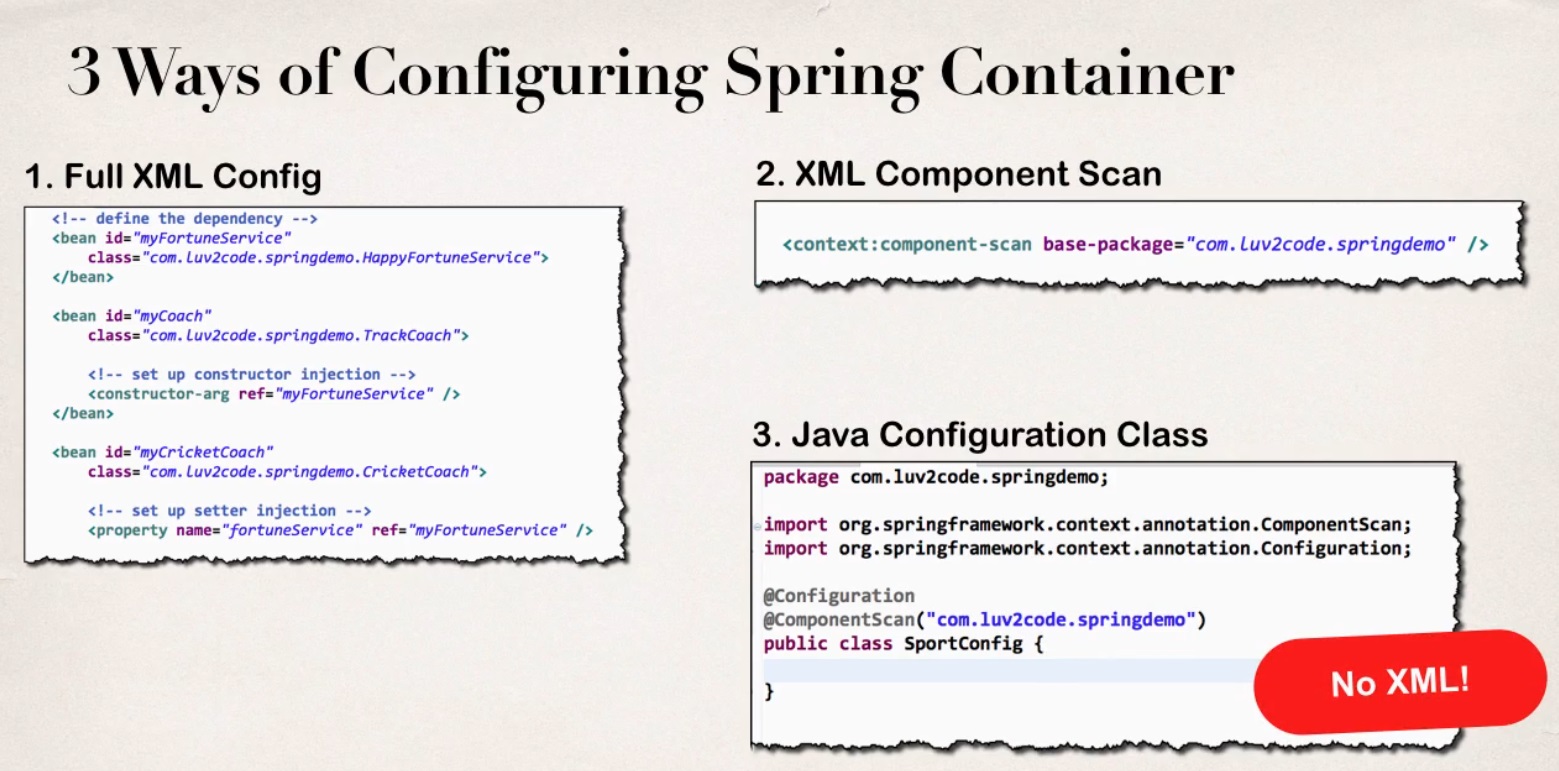 3 Ways of Configuring Spring Container
1. Full XML Config
<!-- define the dependency -->
<bean id="myFortuneService"
class="com.luv2code.springdemo.HappyFortuneService">
</bean>
<bean id="myCoach"
class="com.luv2code.springdemo.TrackCoach">
<!-- set up constructor injection -->
<constructor-arg ref="myFortuneService" />
</bean>
<bean id="myCricketCoach"
class="com.luv2code.springdemo.CricketCoach">
<!-- set up setter injection -->
<property name="fortuneService" ref="myFortuneService" />
2. XML Component Scan
<context:component-scan base-package="com.luv2code.springdemo" />
3. Java Configuration Class
package com.luv2code.springdemo;
import org.springframework.context.annotation.ComponentScan;
import org.springframework.context.annotation.Configuration;
@Configuration
@ComponentScan("com.luv2code.springdemo")
public class SportConfig {
}
No XML!